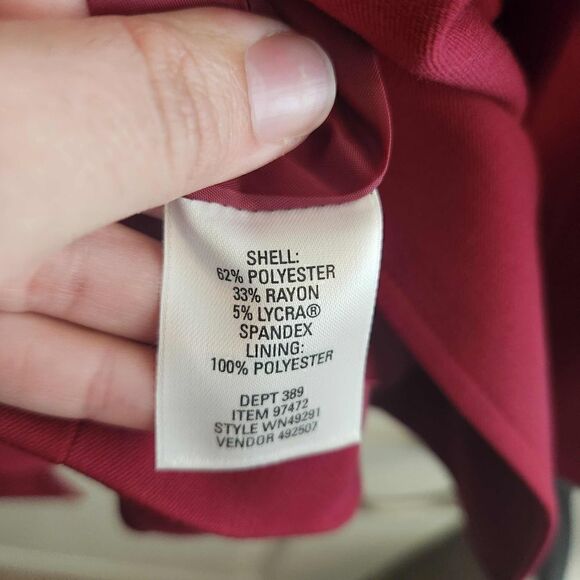 SHELL:
62% POLYESTER
33% RAYON
5% LYCRA®
SPANDEX
LINING:
100% POLYESTER
DEPT 389
ITEM 97472
STYLE WN49291
VENDOR 492507